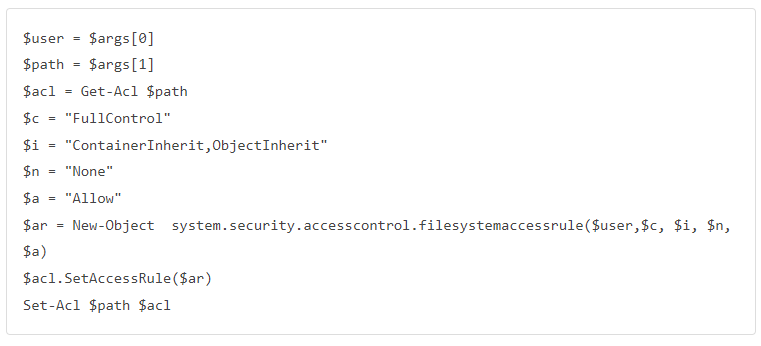 $user = $args[0]
$path = $args[1]
$acl = Get-Acl $path
$c = "FullControl"
$i = "ContainerInherit,ObjectInherit"
$n = "None"
$a = "Allow"
$ar = New-Object  system.security.accesscontrol.filesystemaccessrule($user,$c, $i, $n,
$a)
$acl.SetAccessRule($ar)
Set-Acl $path $acl